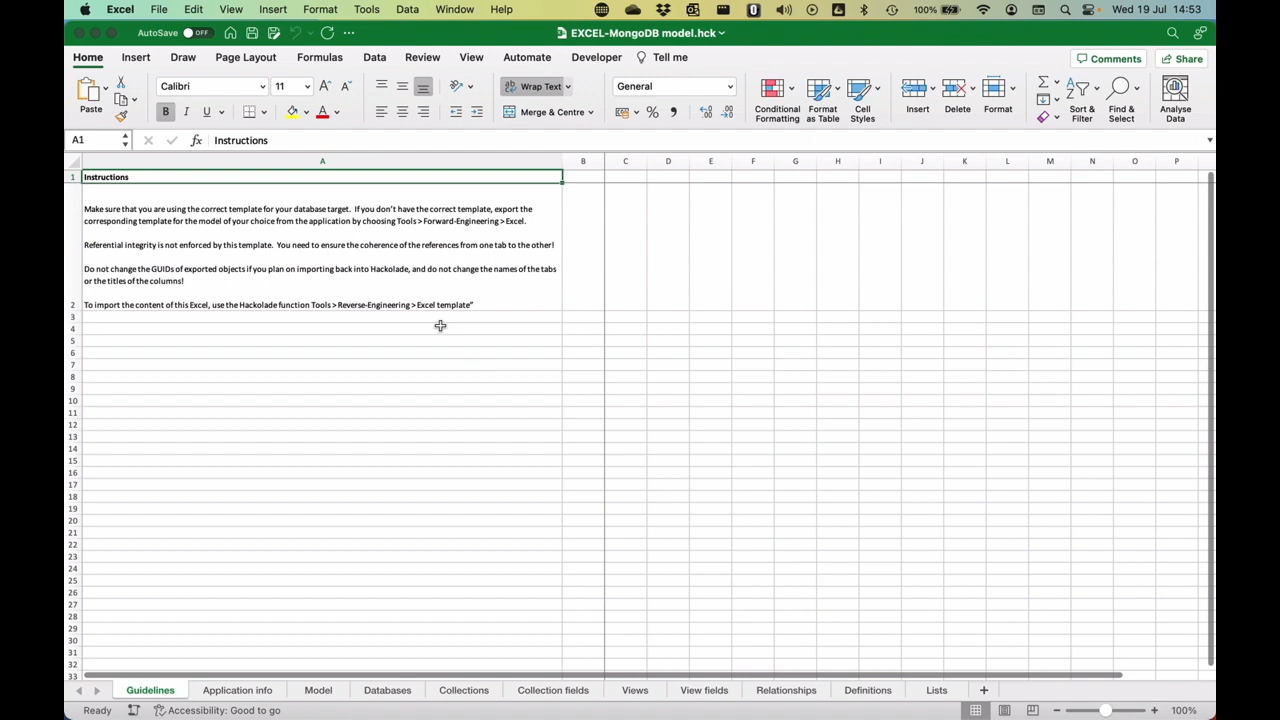 Excel File Edit View Insert Format Tools Data Window Help 100% Wed 19 Jul 14:53
AutoSave OFF EXCEL-MongoDB model.hck
Home Insert Draw Page Layout Formulas Data Review View Automate Developer Tell me Comments Share
Paste Calibri 11 Wrap Text General Conditional Formatting Format as Table Cell Styles Insert Delete Format Sort & Filter Find & Select Analyse Data
B I U Merge & Centre
A1 fx Instructions
A B C D E F G H I J K L M N O P
1 Instructions
Make sure that you are using the correct template for your database target. If you don't have the correct template, export the
corresponding template for the model of your choice from the application by choosing Tools > Forward-Engineering > Excel.
Referential integrity is not enforced by this template. You need to ensure the coherence of the references from one tab to the other!
Do not change the GUIDs of exported objects if you plan on importing back into Hackolade, and do not change the names of the tabs
or the titles of the columns!
2 To import the content of this Excel, use the Hackolade function Tools > Reverse-Engineering > Excel template”
3
4
5
6
7
8
9
10
11
12
13
14
15
16
17
18
19
20
21
22
23
24
25
26
27
28
29
30
31
32
33
Guidelines Application info Model Databases Collections Collection fields Views View fields Relationships Definitions Lists
Ready Accessibility: Good to go 100%